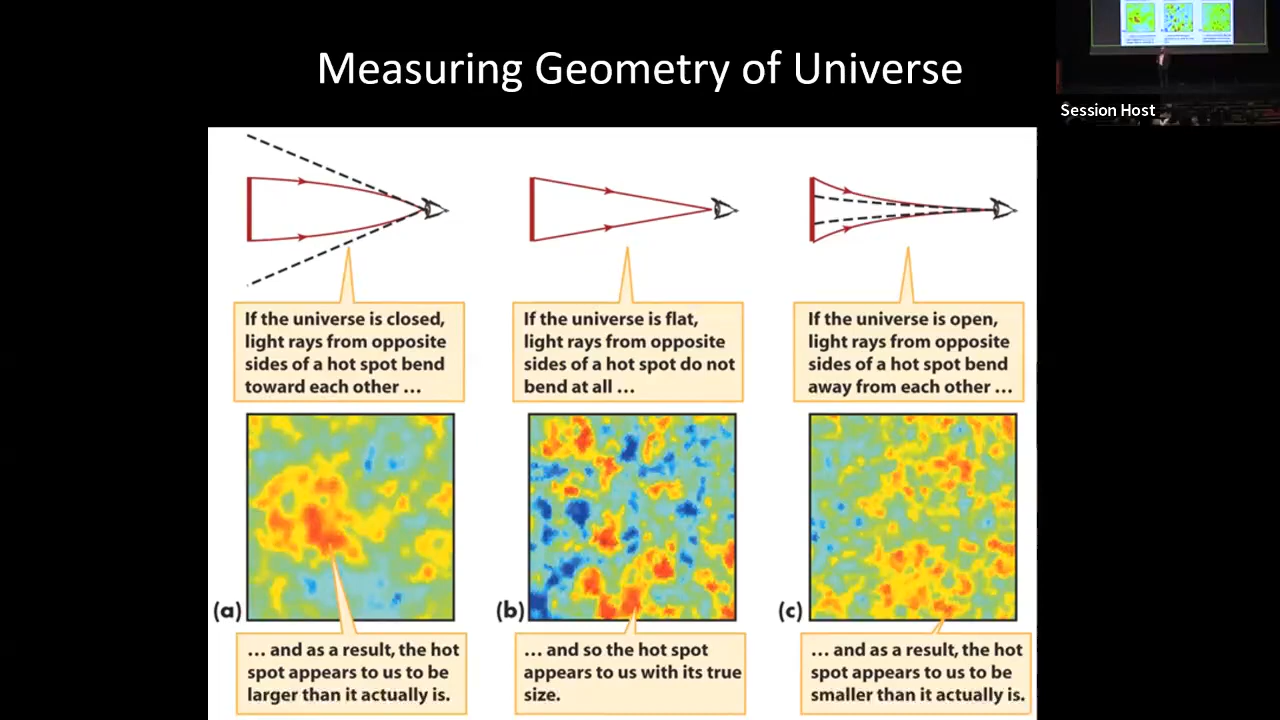 Measuring Geometry of Universe
Session Host
If the universe is closed,
light rays from opposite
sides of a hot spot bend
toward each other …
If the universe is flat,
light rays from opposite
sides of a hot spot do not
bend at all …
If the universe is open,
light rays from opposite
sides of a hot spot bend
away from each other …
(a)
(b)
(c)
… and as a result, the hot
spot appears to us to be
larger than it actually is.
… and so the hot spot
appears to us with its true
size.
… and as a result, the hot
spot appears to us to be
smaller than it actually is.